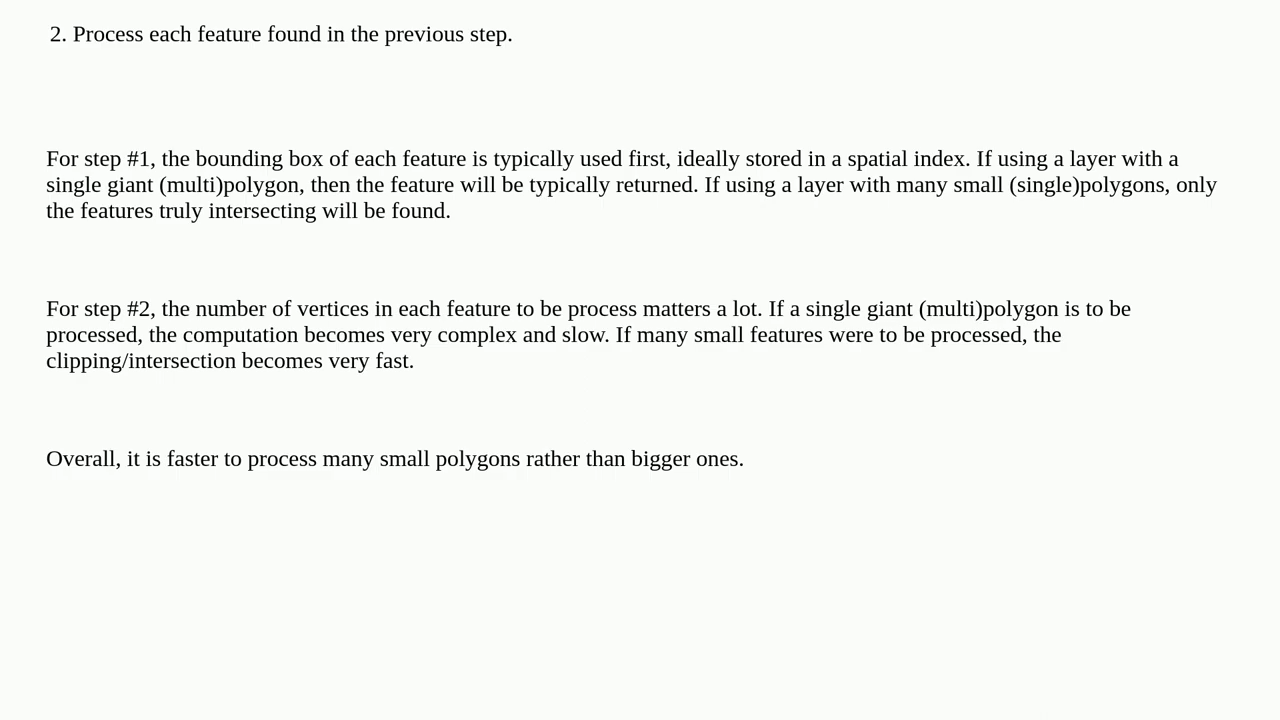 2. Process each feature found in the previous step.
For step #1, the bounding box of each feature is typically used first, ideally stored in a spatial index. If using a layer with a
single giant (multi)polygon, then the feature will be typically returned. If using a layer with many small (single)polygons, only
the features truly intersecting will be found.
For step #2, the number of vertices in each feature to be process matters a lot. If a single giant (multi)polygon is to be
processed, the computation becomes very complex and slow. If many small features were to be processed, the
clipping/intersection becomes very fast.
Overall, it is faster to process many small polygons rather than bigger ones.